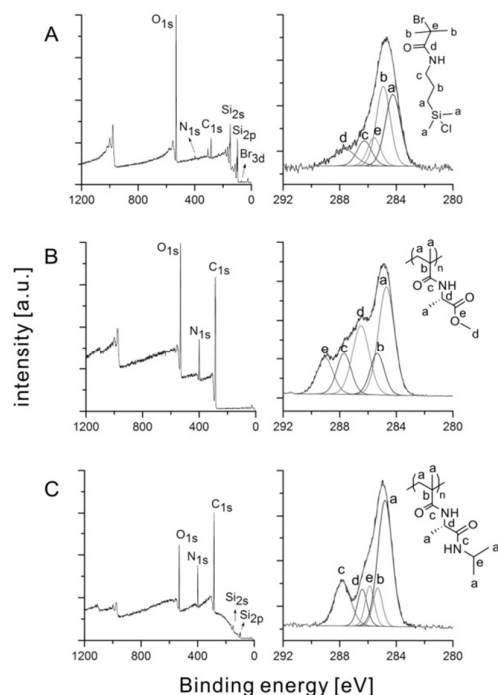 A
O1s
N1s
C1s
Si2s
Si2p
Br3d
1200 800 400 0
d c e b a
292 288 284 280
Br e
b b
O d
NH
b
a
a Si a
Cl
B
O1s
N1s
C1s
1200 800 400 0
e c d b a
292 288 284 280
a a
b n
c
O NH
d
a e O
O d
C
O1s
N1s
C1s
Si2s
Si2p
1200 800 400 0
c d e b a
292 288 284 280
a a
b n
c
O NH
d
a c O
HN e a
a
intensity [a.u.]
Binding energy [eV]